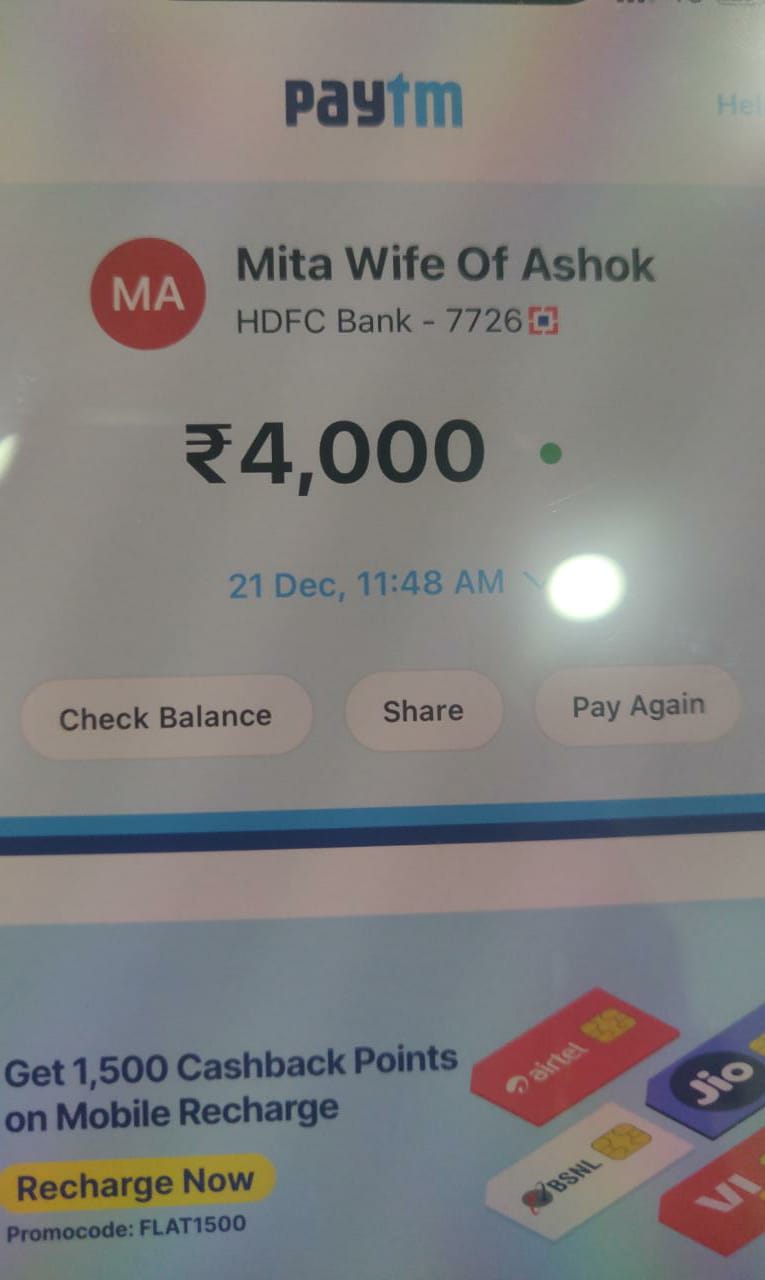 paytm
Mita Wife Of Ashok
MA
HDFC Bank - 7726
₹4,000
21 Dec, 11:48 AM
Check Balance
Share
Pay Again
Get 1,500 Cashback Points
on Mobile Recharge
Recharge Now
Promocode: FLAT1500
airtel
Jio
BSNL
VI